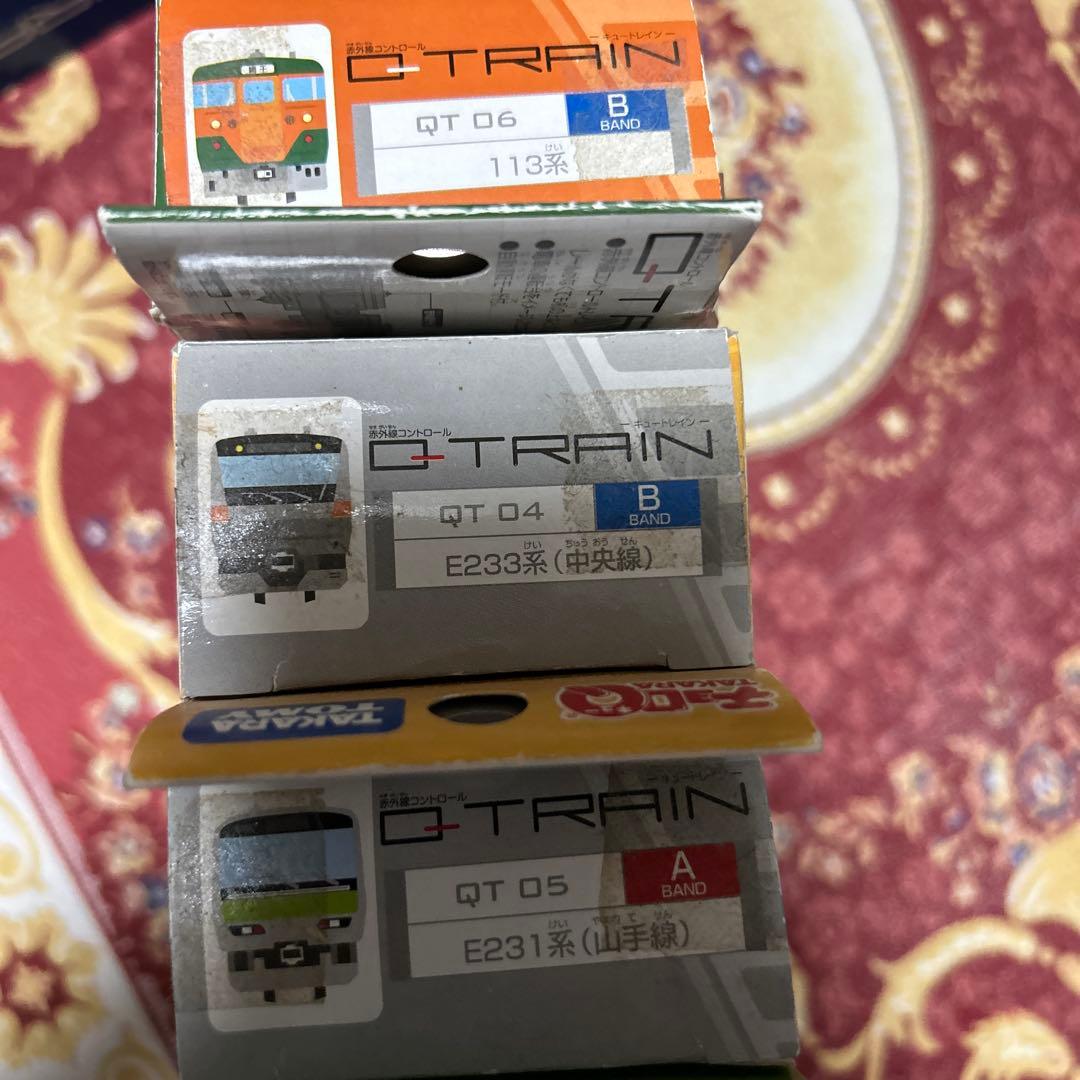 赤外線コントロール
Q-TRAIN
― キュートレイン ―
QT 06
B
BAND
113系
Q-TRAIN
赤外線コントロール
― キュートレイン ―
Q-TRAIN
QT 04
B
BAND
E233系(中央線)
TAKARA TOMY
チョロQ
TAKARA
赤外線コントロール
― キュートレイン ―
Q-TRAIN
QT 05
A
BAND
E231系(山手線)